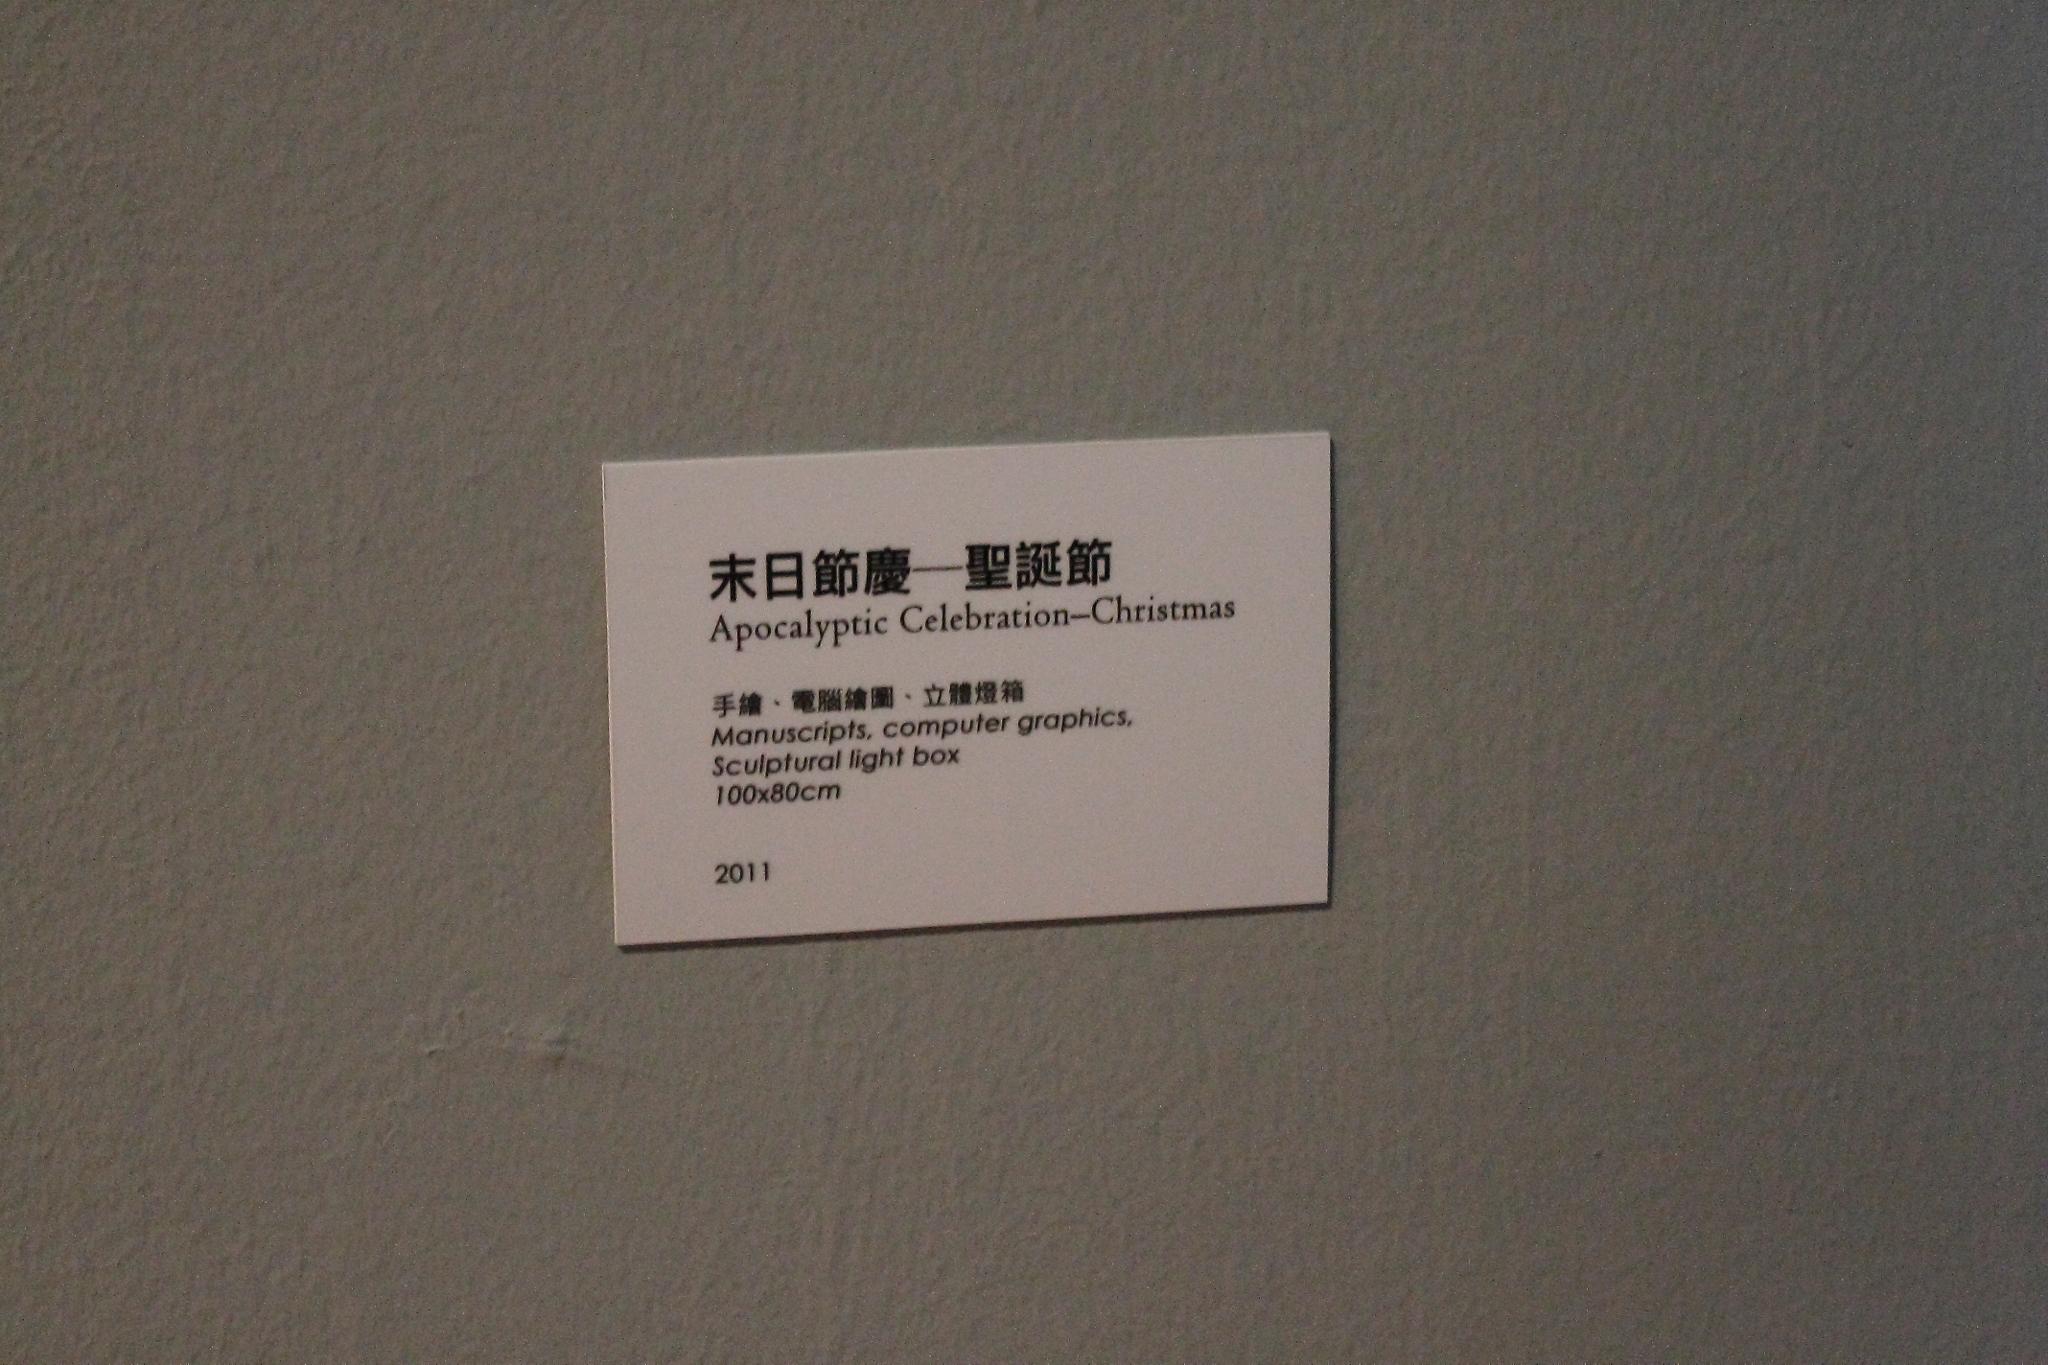 末日節慶—聖誕節
Apocalyptic Celebration–Christmas
手繪、電腦繪圖、立體燈箱
Manuscripts, computer graphics,
Sculptural light box
100x80cm
2011